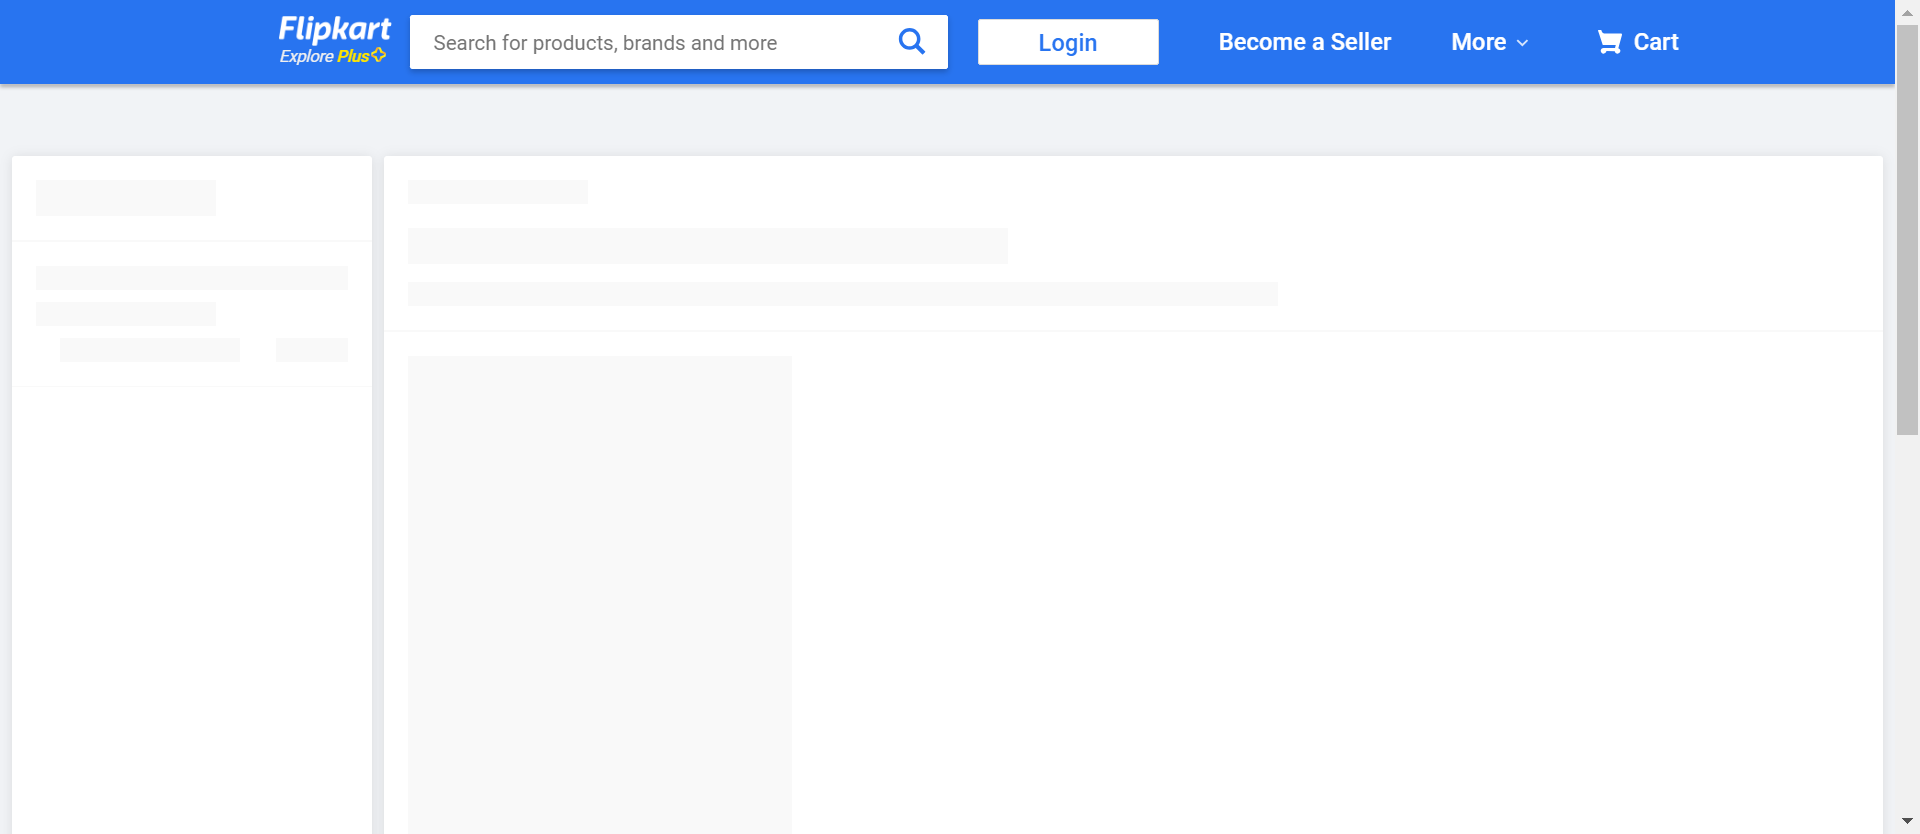 Flipkart
Explore Plus
Search for products, brands and more
Login
Become a Seller
More
Cart